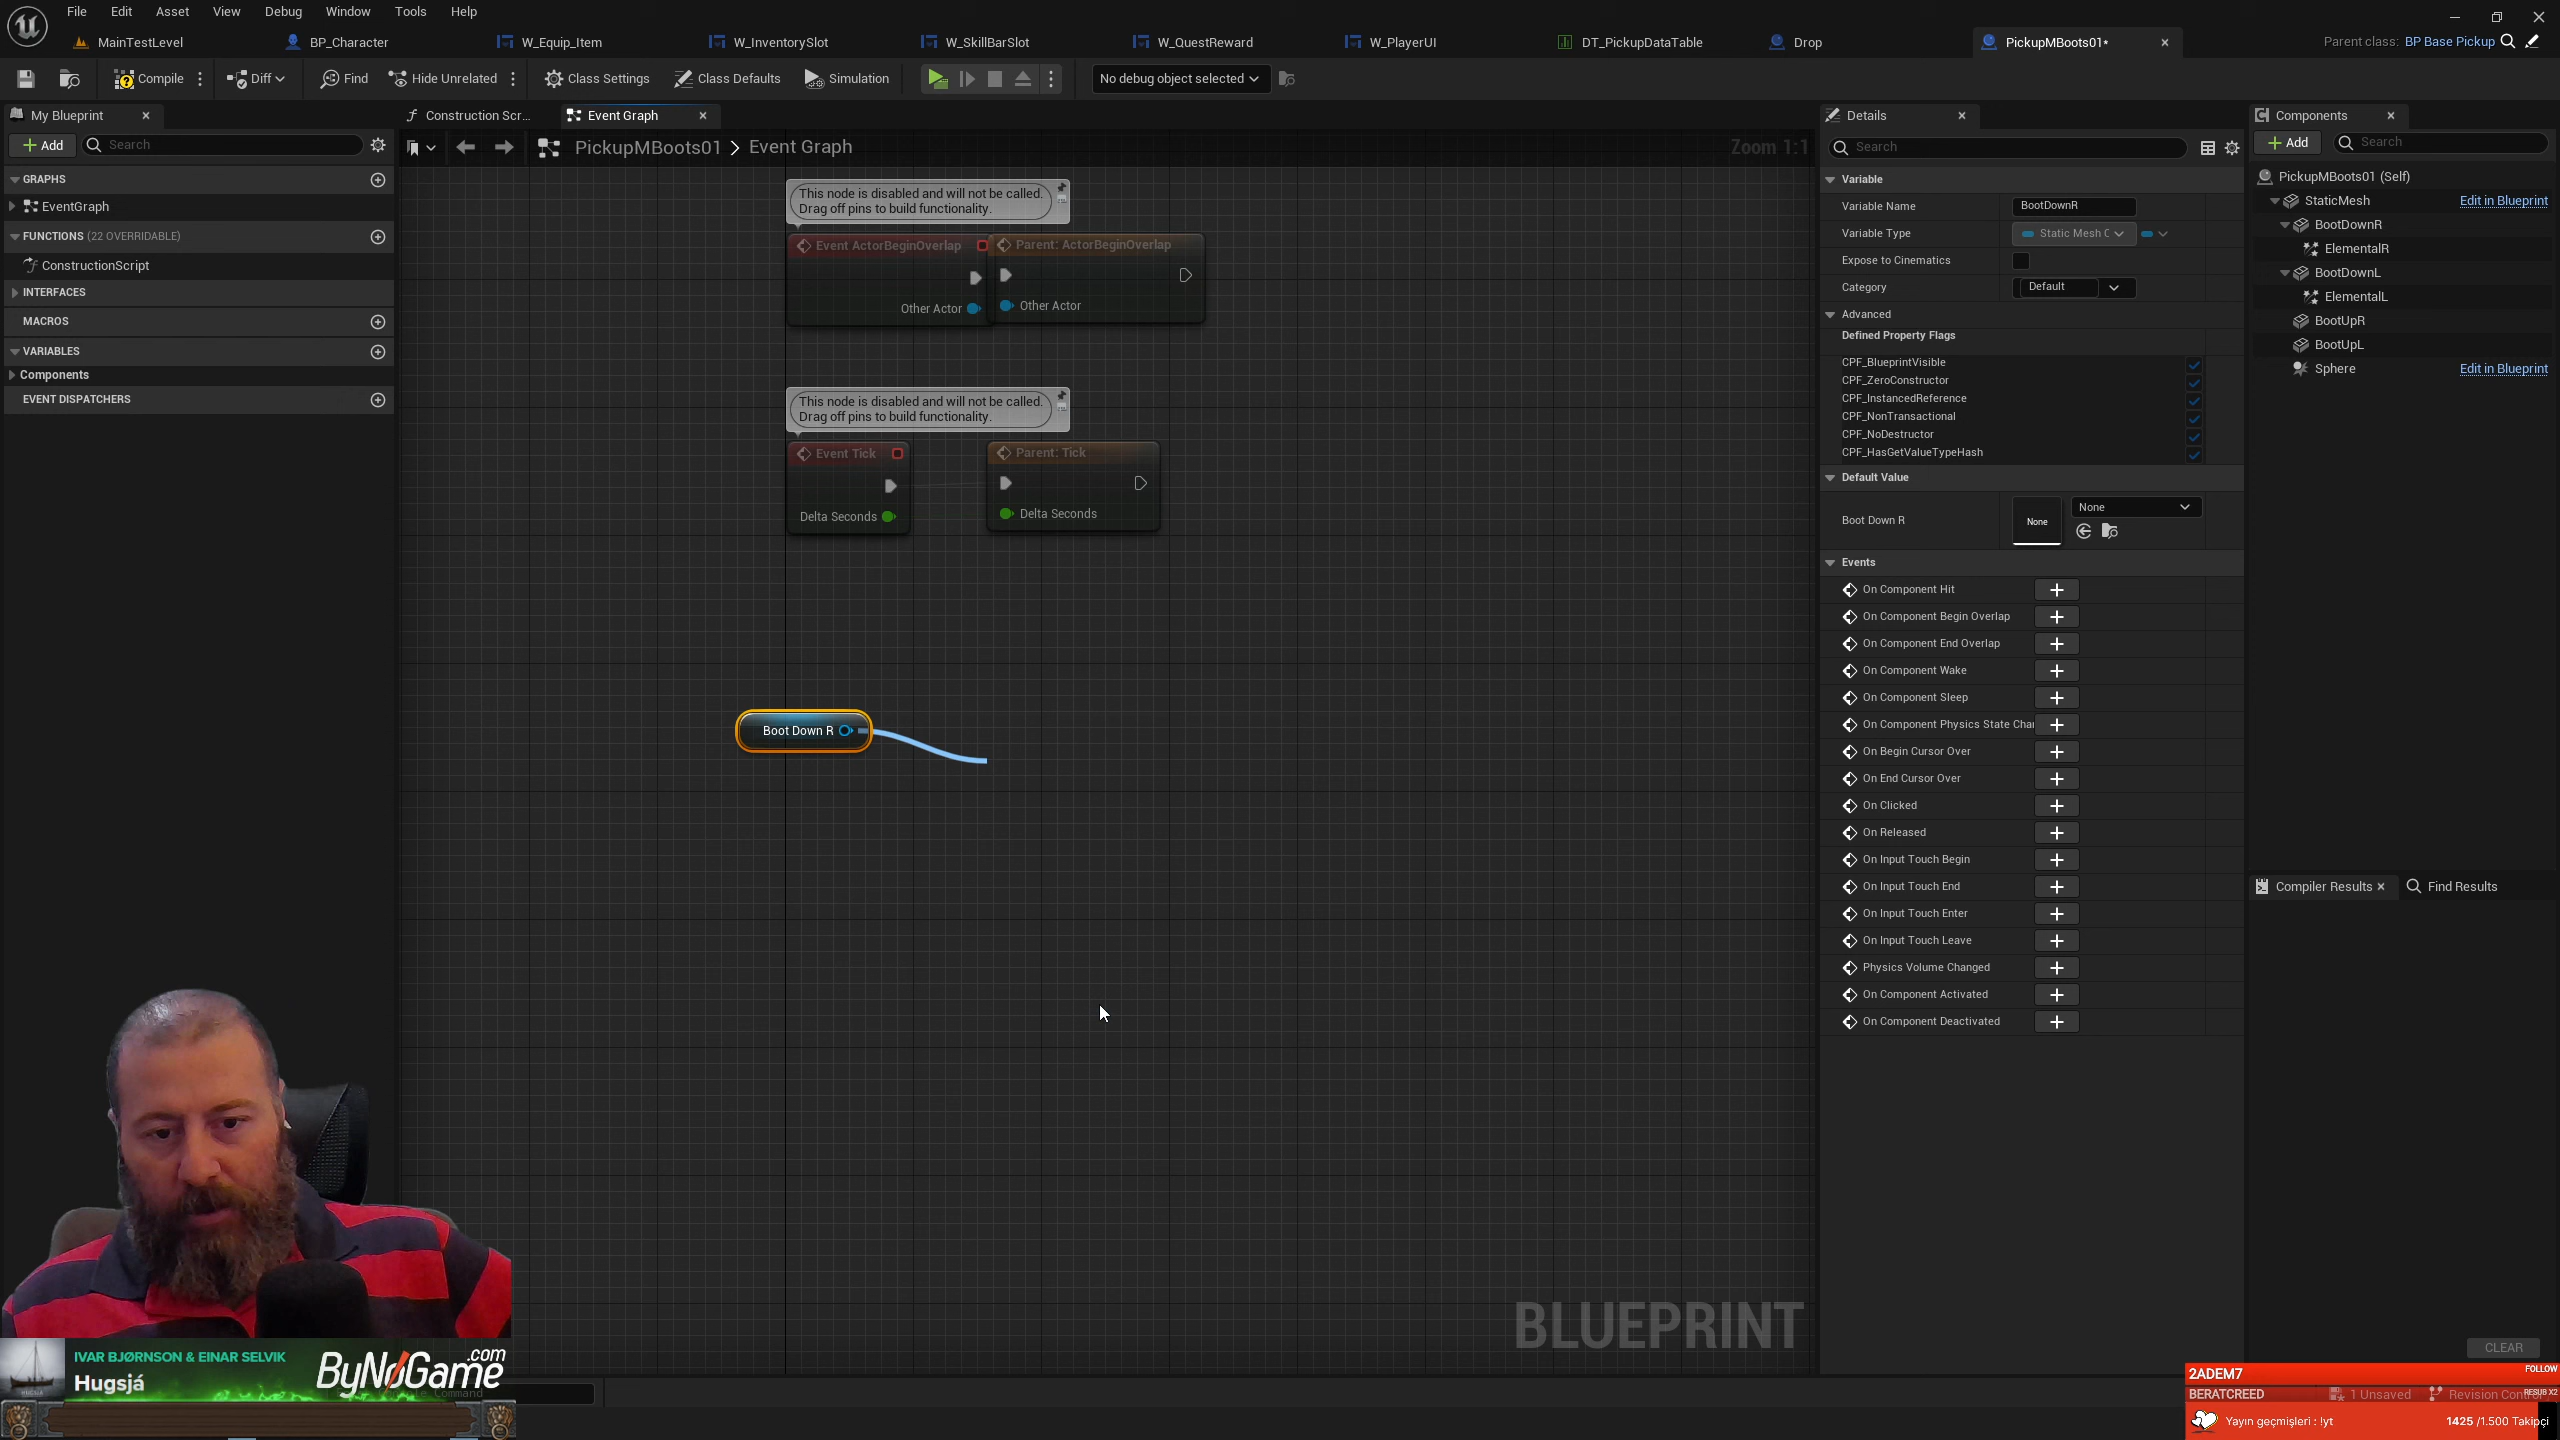 File Edit Asset View Debug Window Tools Help
MainTestLevel BP_Character W_Equip_Item W_InventorySlot W_SkillBarSlot W_QuestReward W_PlayerUI DT_PickupDataTable Drop PickupMBoots01* Parent class: BP Base Pickup
Compile Diff Find Hide Unrelated Class Settings Class Defaults Simulation No debug object selected
My Blueprint
Add Search
GRAPHS
EventGraph
FUNCTIONS (22 OVERRIDABLE)
ConstructionScript
INTERFACES
MACROS
VARIABLES
Components
EVENT DISPATCHERS
Construction Scr... Event Graph
PickupMBoots01 > Event Graph Zoom 1:1
This node is disabled and will not be called.
Drag off pins to build functionality.
Event ActorBeginOverlap Parent: ActorBeginOverlap
Other Actor Other Actor
This node is disabled and will not be called.
Drag off pins to build functionality.
Event Tick Parent: Tick
Delta Seconds Delta Seconds
Boot Down R
BLUEPRINT
Details
Search
Variable
Variable Name BootDownR
Variable Type Static Mesh C
Expose to Cinematics
Category Default
Advanced
Defined Property Flags
CPF_BlueprintVisible
CPF_ZeroConstructor
CPF_InstancedReference
CPF_NonTransactional
CPF_NoDestructor
CPF_HasGetValueTypeHash
Default Value
Boot Down R None None
Events
On Component Hit
On Component Begin Overlap
On Component End Overlap
On Component Wake
On Component Sleep
On Component Physics State Char
On Begin Cursor Over
On End Cursor Over
On Clicked
On Released
On Input Touch Begin
On Input Touch End
On Input Touch Enter
On Input Touch Leave
Physics Volume Changed
On Component Activated
On Component Deactivated
Components
Add Search
PickupMBoots01 (Self)
StaticMesh Edit in Blueprint
BootDownR
ElementalR
BootDownL
ElementalL
BootUpR
BootUpL
Sphere Edit in Blueprint
Compiler Results Find Results
CLEAR
IVAR BJØRNSON & EINAR SELVIK
Hugsjá
ByNoGame.com
Command
2ADEM7 FOLLOW
BERATCREED 1 Unsaved Revision Control RESUB X2
Yayın geçmişleri : !yt 1425 /1.500 Takipçi